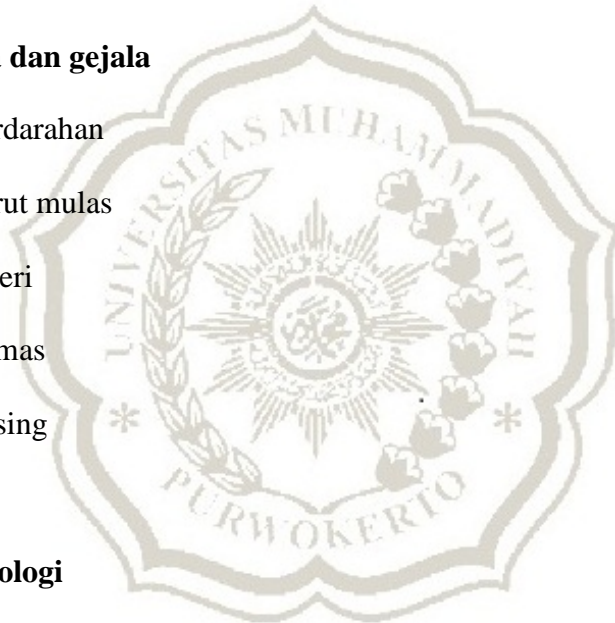 dan gejala
rdarahan
rut mulas
eri
mas
sing
ologi
UNIVERSITAS MUHAMMADIYAH
PURWOKERTO